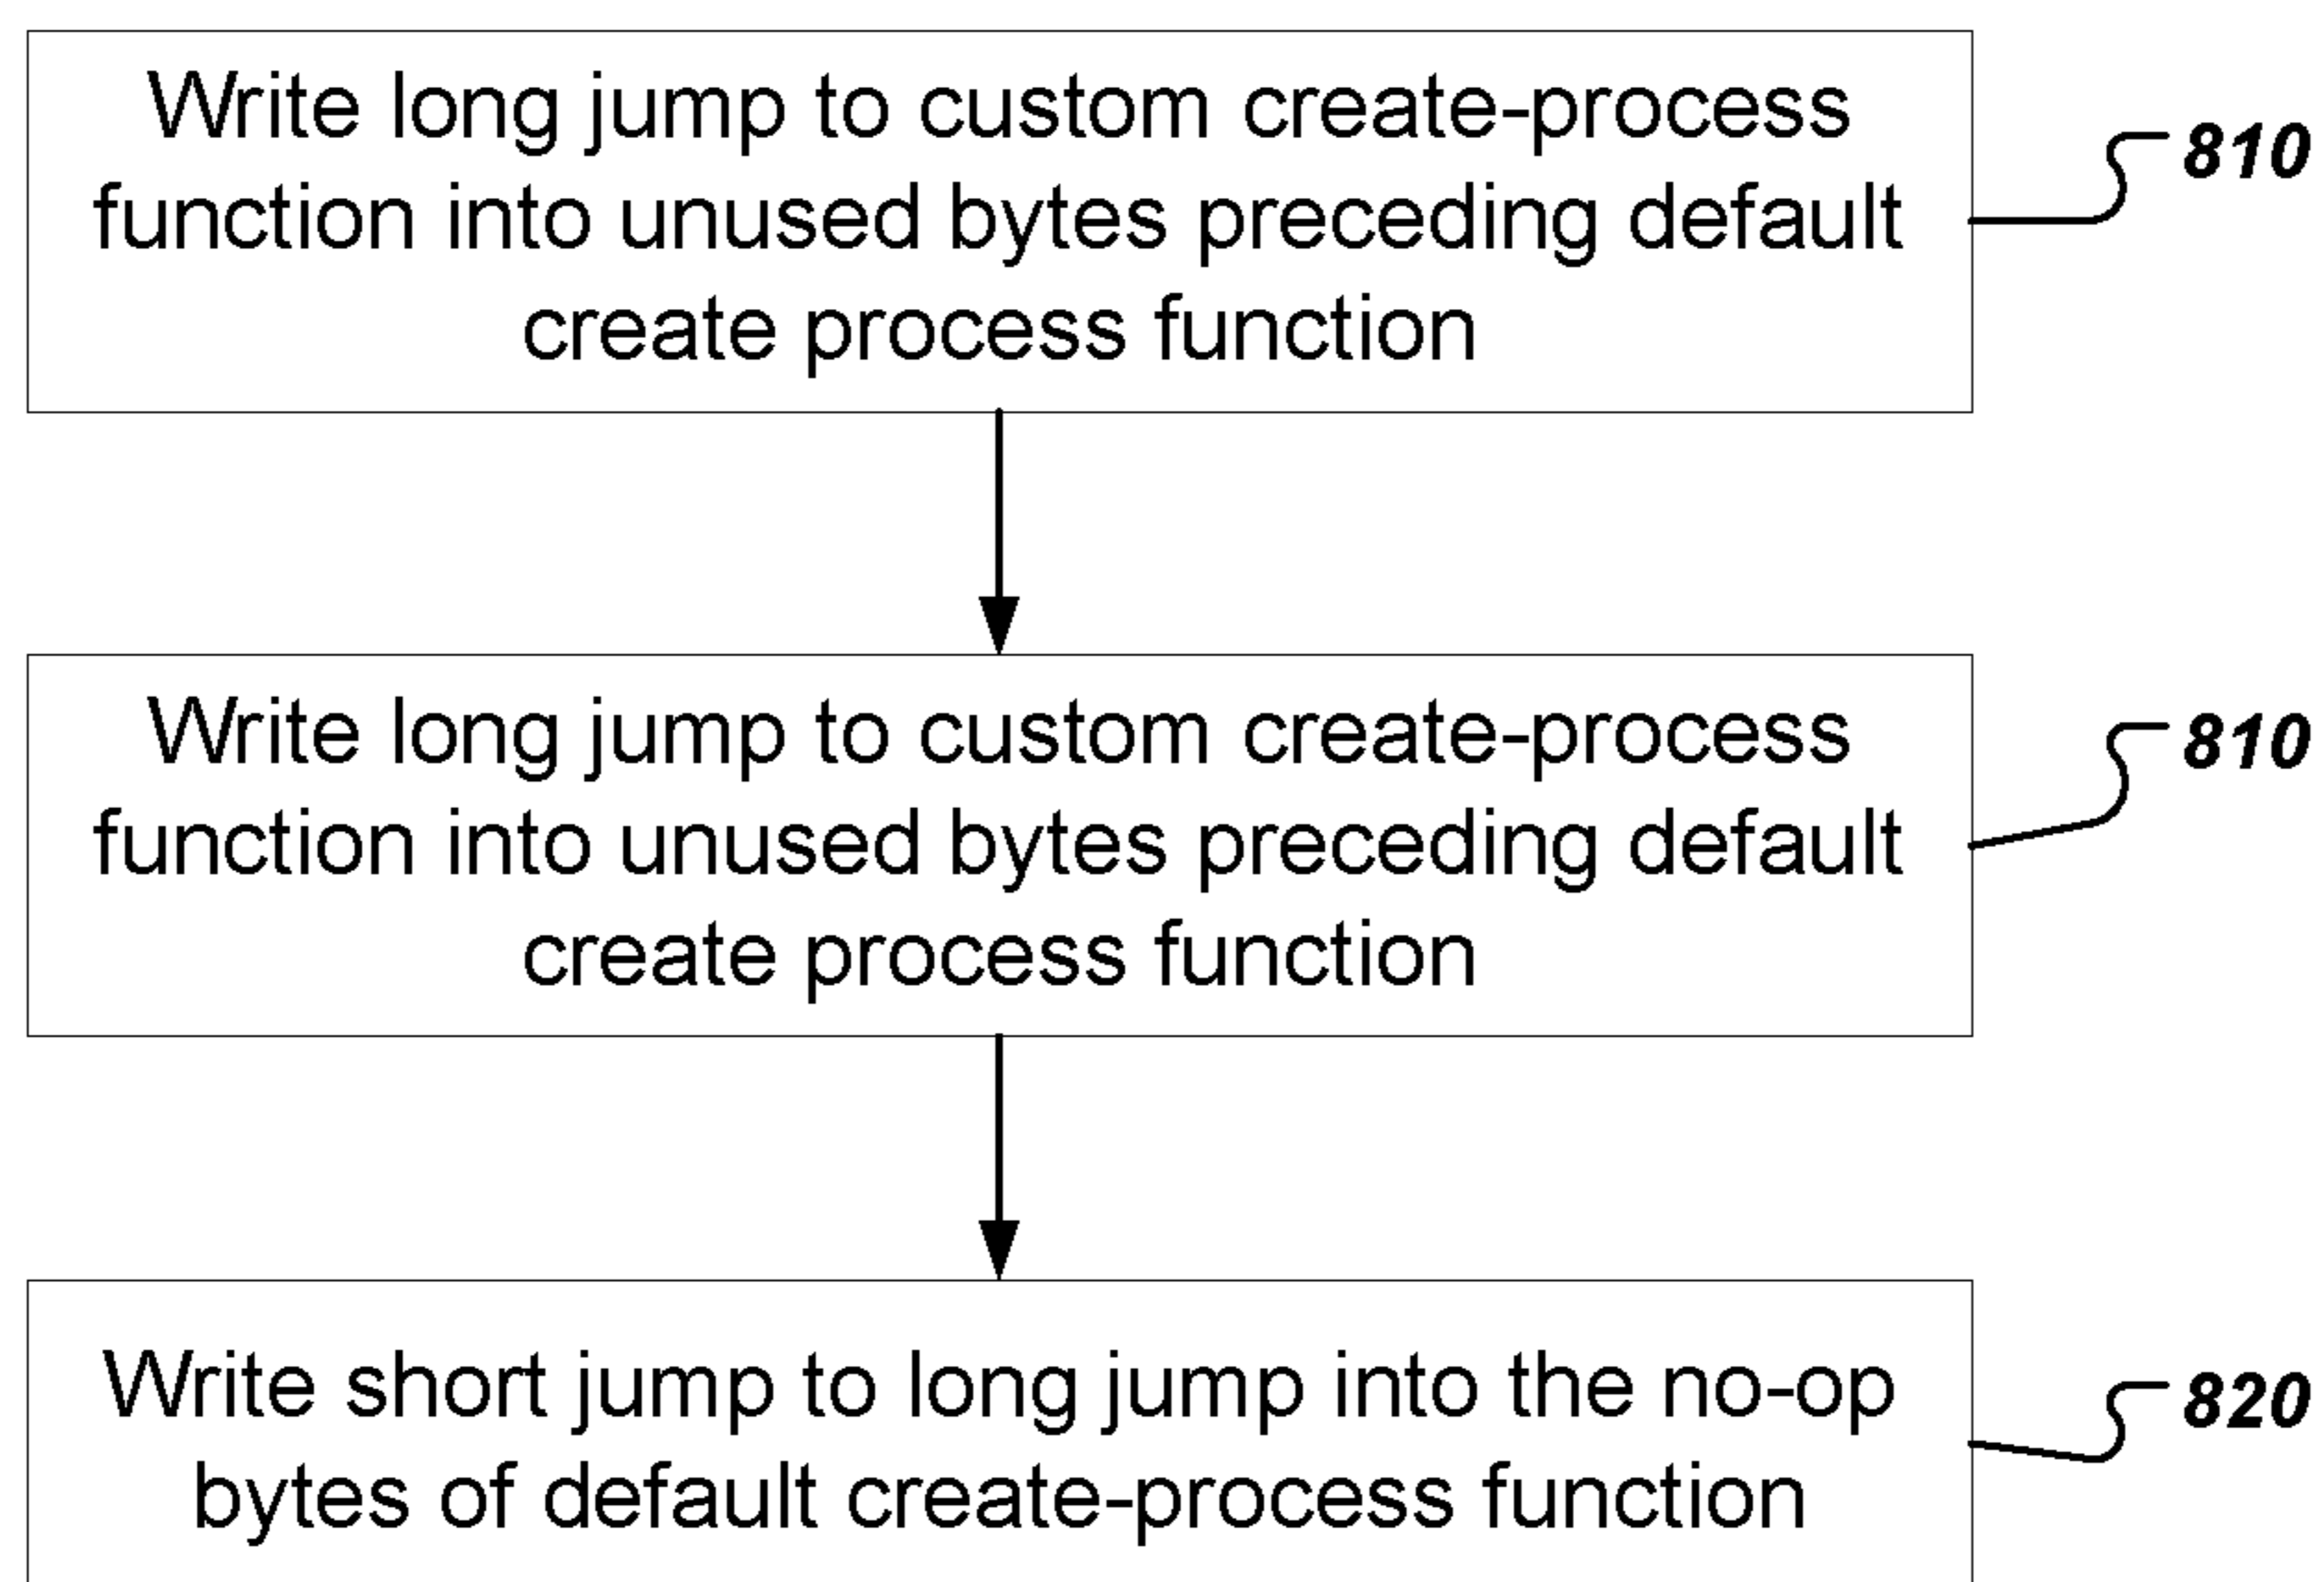 Write long jump to custom create-process
function into unused bytes preceding default
create process function
810
Write long jump to custom create-process
function into unused bytes preceding default
create process function
810
Write short jump to long jump into the no-op
bytes of default create-process function
820